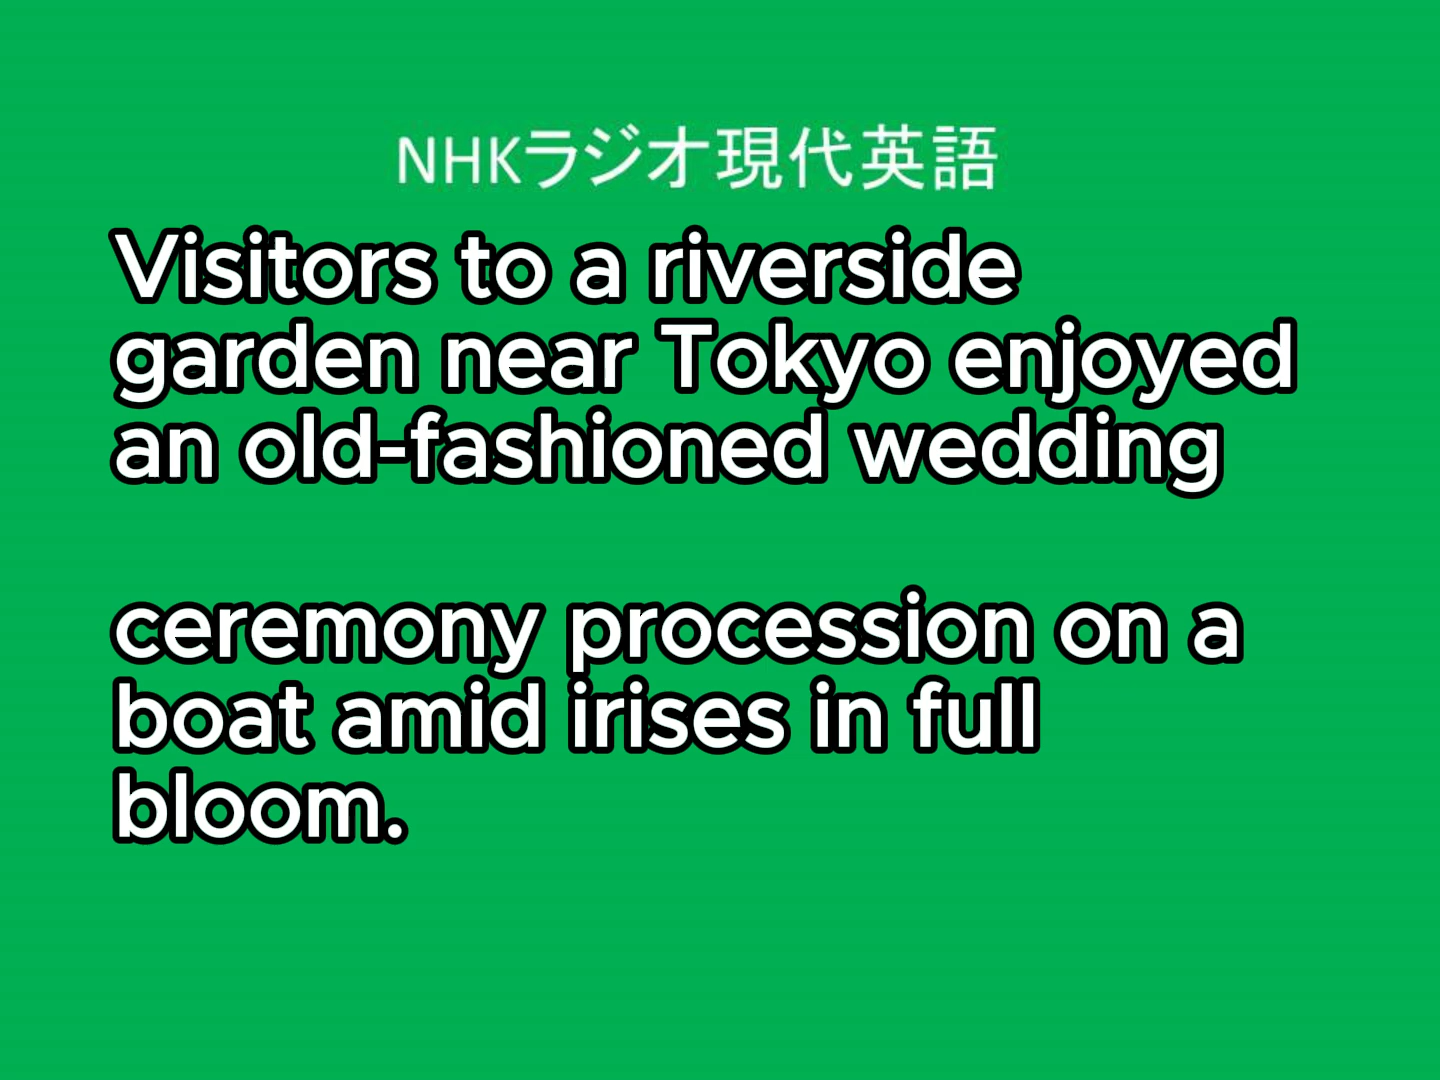 NHKラジオ現代英語
Visitors to a riverside
garden near Tokyo enjoyed
an old-fashioned wedding
ceremony procession on a
boat amid irises in full
bloom.